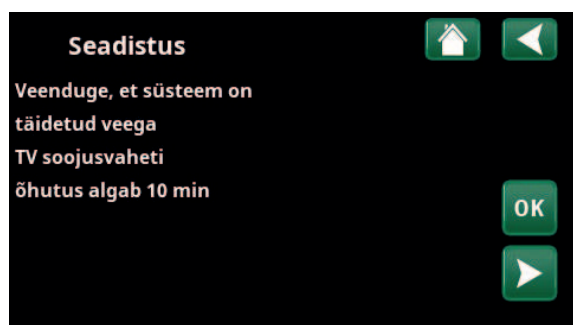 Seadistus
Veenduge, et süsteem on
täidetud veega
TV soojusvaheti
õhutus algab 10 min
OK